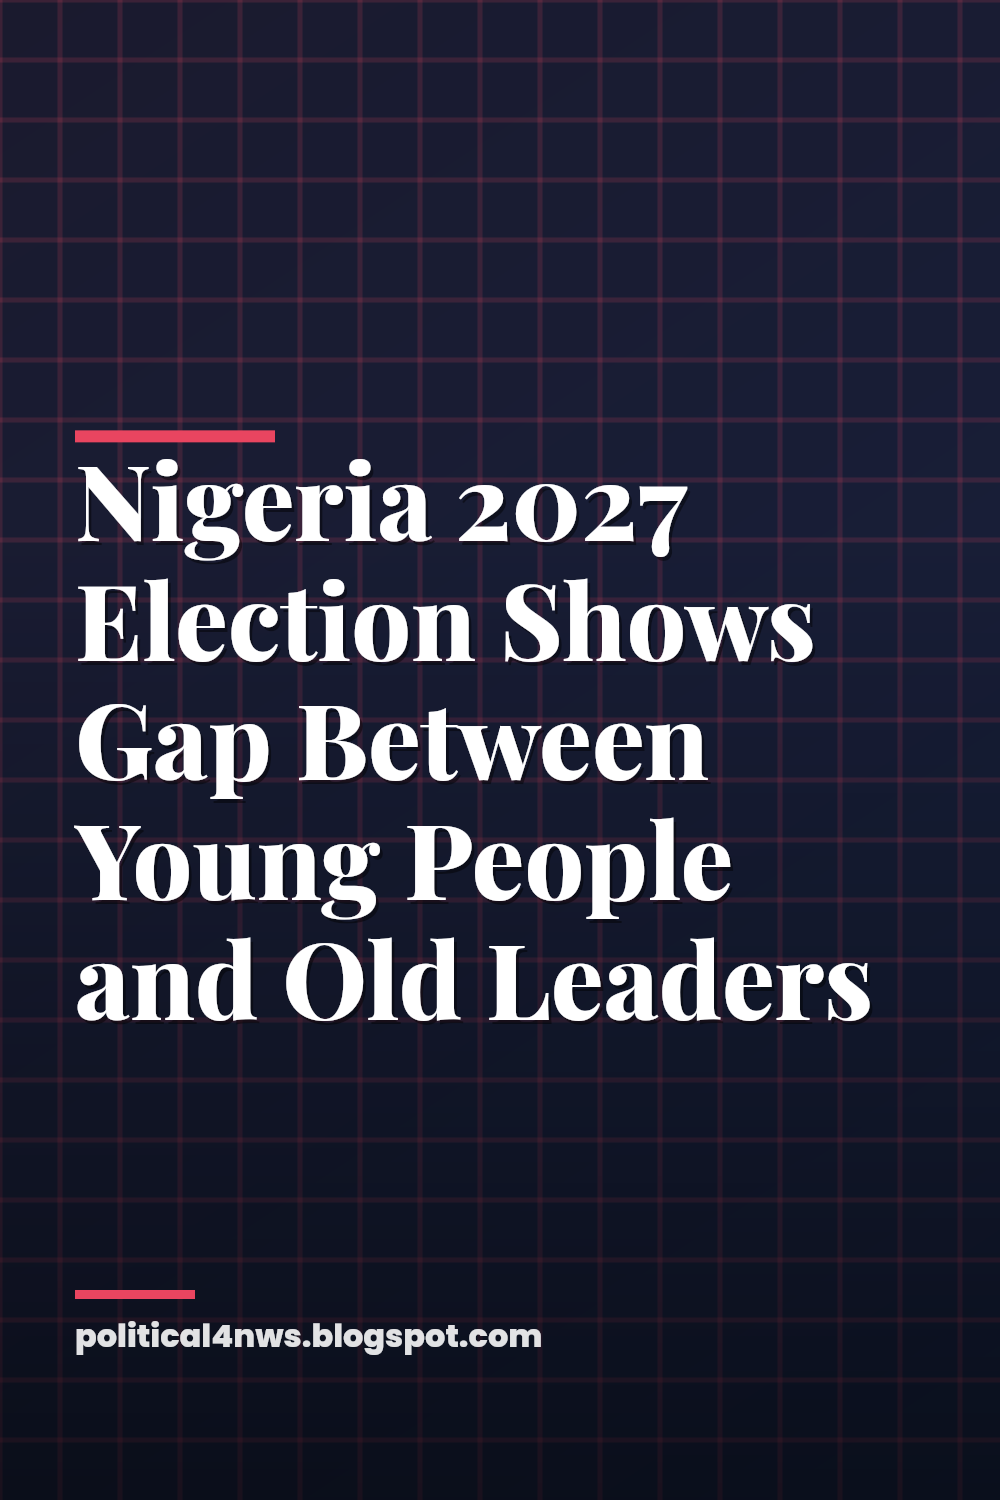 Nigeria 2027
Election Shows
Gap Between
Young People
and Old Leaders
political4nws.blogspot.com